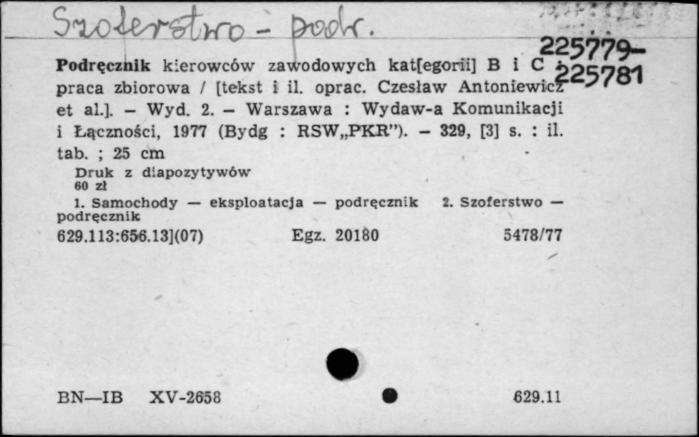 Szoferstwo - podr.
225779-
Podręcznik kierowców zawodowych kat[egorii] B i C :
225781
praca zbiorowa / [tekst i il. oprac. Czesław Antoniewicz
et al.]. — Wyd. 2. — Warszawa : Wydaw-a Komunikacji
i Łączności, 1977 (Bydg : RSW„PKR”). — 329, [3] s. : il.
tab. ; 25 cm
Druk z diapozytywów
60 zł
1. Samochody — eksploatacja — podręcznik 2. Szoferstwo —
podręcznik
629.113:656.13](07) Egz. 20180 5478/77
BN—IB XV-2658 629.11